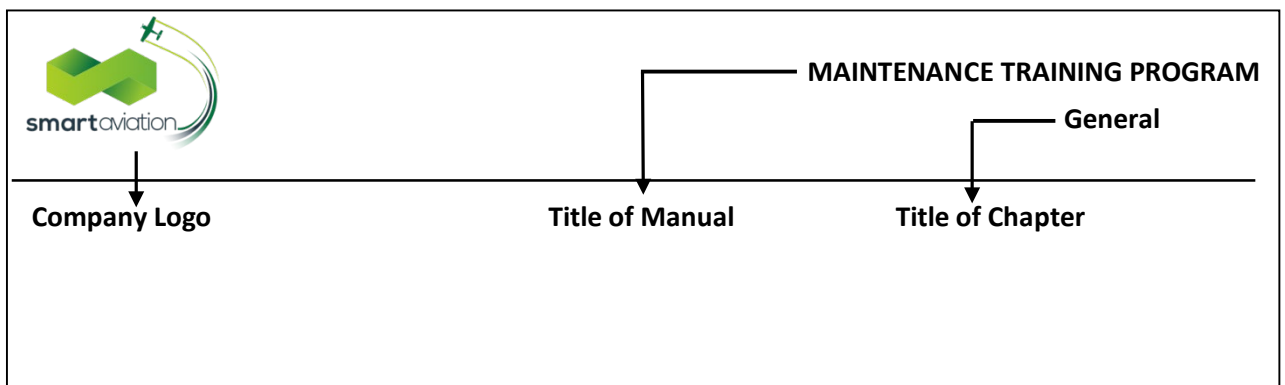 MAINTENANCE TRAINING PROGRAM
General
smartaviation
Company Logo Title of Manual Title of Chapter